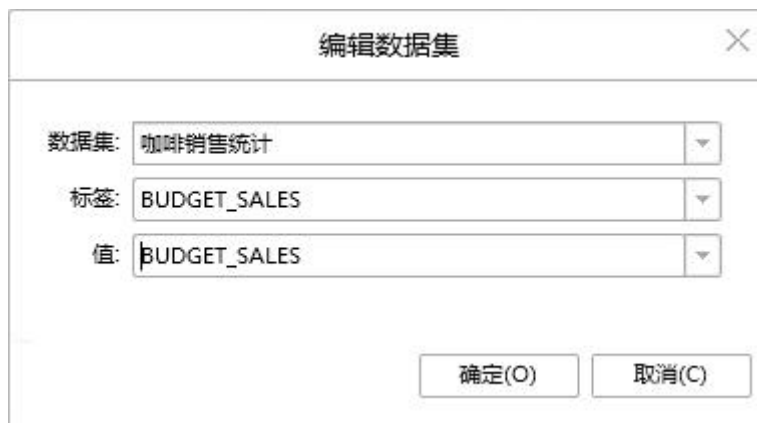 编辑数据集
数据集: 咖啡销售统计
标签: BUDGET_SALES
值: BUDGET_SALES
确定(O) 取消(C)